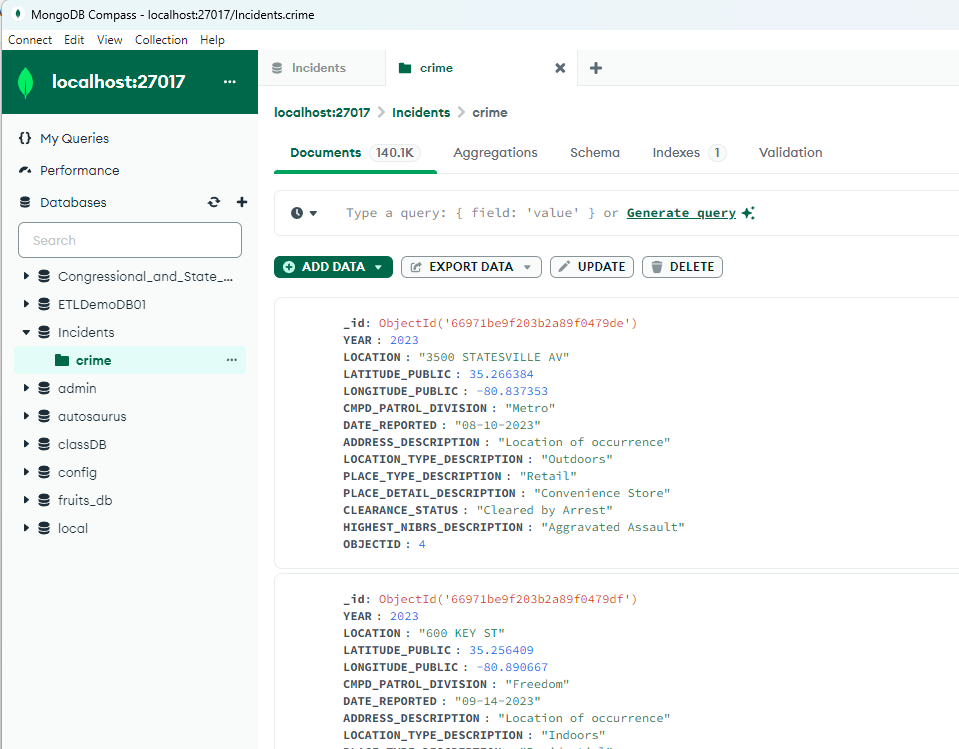 MongoDB Compass - localhost:27017/Incidents.crime
Connect Edit View Collection Help
localhost:27017 ...
{} My Queries
Performance
Databases
Search
Congressional_and_State_...
ETLDemoDB01
Incidents
crime ...
admin
autosaurus
classDB
config
fruits_db
local
Incidents
crime
localhost:27017 > Incidents > crime
Documents 140.1K Aggregations Schema Indexes 1 Validation
Type a query: { field: 'value' } or Generate query
ADD DATA EXPORT DATA UPDATE DELETE
_id: ObjectId('66971be9f203b2a89f0479de')
YEAR : 2023
LOCATION : "3500 STATESVILLE AV"
LATITUDE_PUBLIC : 35.266384
LONGITUDE_PUBLIC : -80.837353
CMPD_PATROL_DIVISION : "Metro"
DATE_REPORTED : "08-10-2023"
ADDRESS_DESCRIPTION : "Location of occurrence"
LOCATION_TYPE_DESCRIPTION : "Outdoors"
PLACE_TYPE_DESCRIPTION : "Retail"
PLACE_DETAIL_DESCRIPTION : "Convenience Store"
CLEARANCE_STATUS : "Cleared by Arrest"
HIGHEST_NIBRS_DESCRIPTION : "Aggravated Assault"
OBJECTID : 4
_id: ObjectId('66971be9f203b2a89f0479df')
YEAR : 2023
LOCATION : "600 KEY ST"
LATITUDE_PUBLIC : 35.256409
LONGITUDE_PUBLIC : -80.890667
CMPD_PATROL_DIVISION : "Freedom"
DATE_REPORTED : "09-14-2023"
ADDRESS_DESCRIPTION : "Location of occurrence"
LOCATION_TYPE_DESCRIPTION : "Indoors"